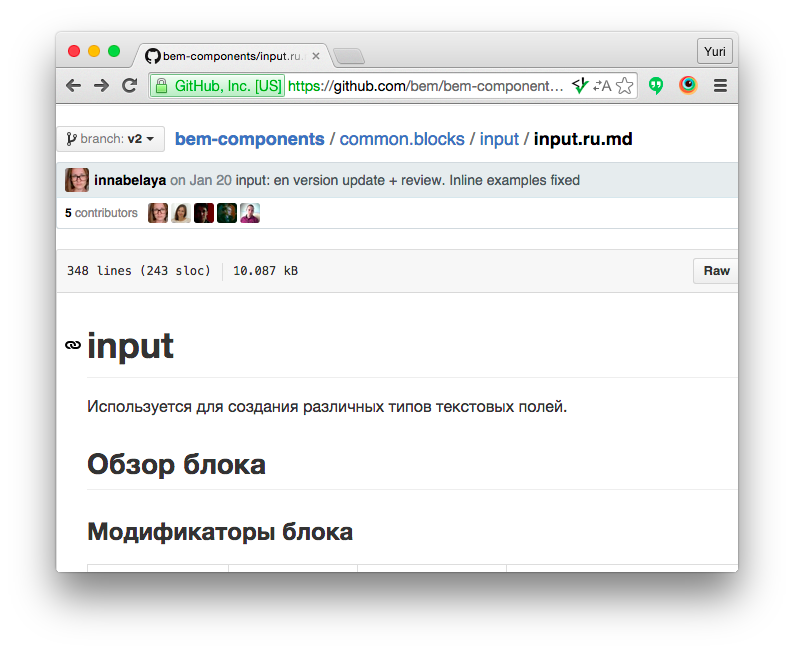 bem-components/input.ru.
Yuri
GitHub, Inc. [US] https://github.com/bem/bem-component…
branch: v2 bem-components / common.blocks / input / input.ru.md
innabelaya on Jan 20 input: en version update + review. Inline examples fixed
5 contributors
348 lines (243 sloc) 10.087 kB
Raw
input
Используется для создания различных типов текстовых полей.
Обзор блока
Модификаторы блока